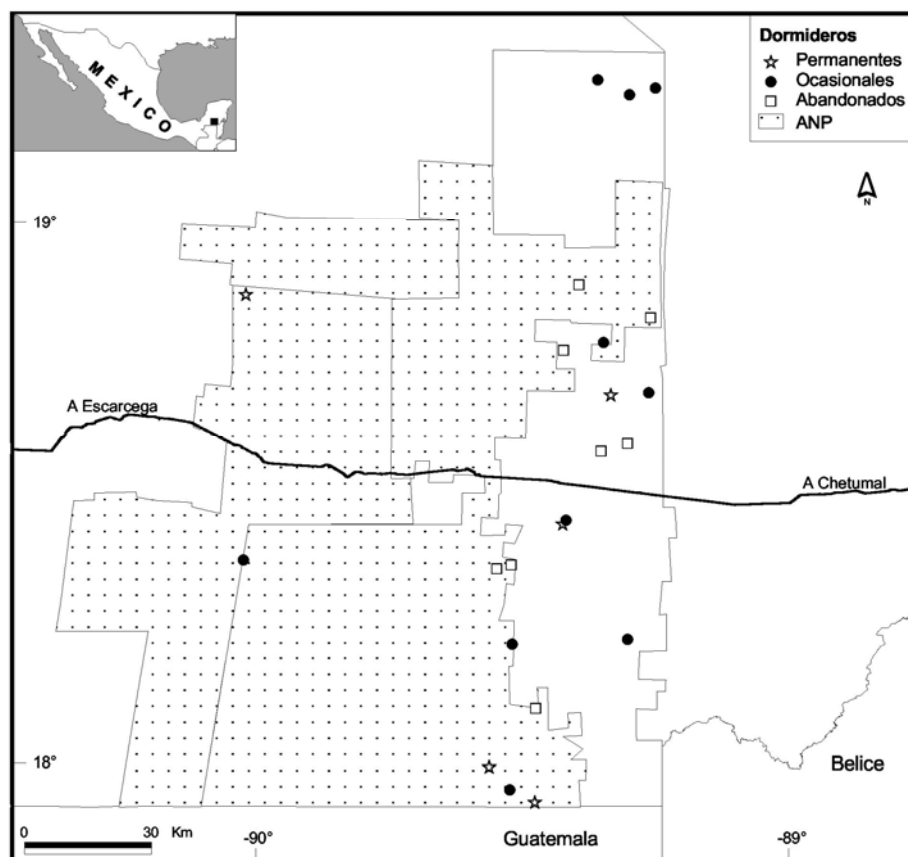 MEXICO
Dormideros
Permanentes
Ocasionales
Abandonados
ANP
N
19°
A Escarcega
A Chetumal
18°
Belice
0 30 Km
-90°
Guatemala
-89°